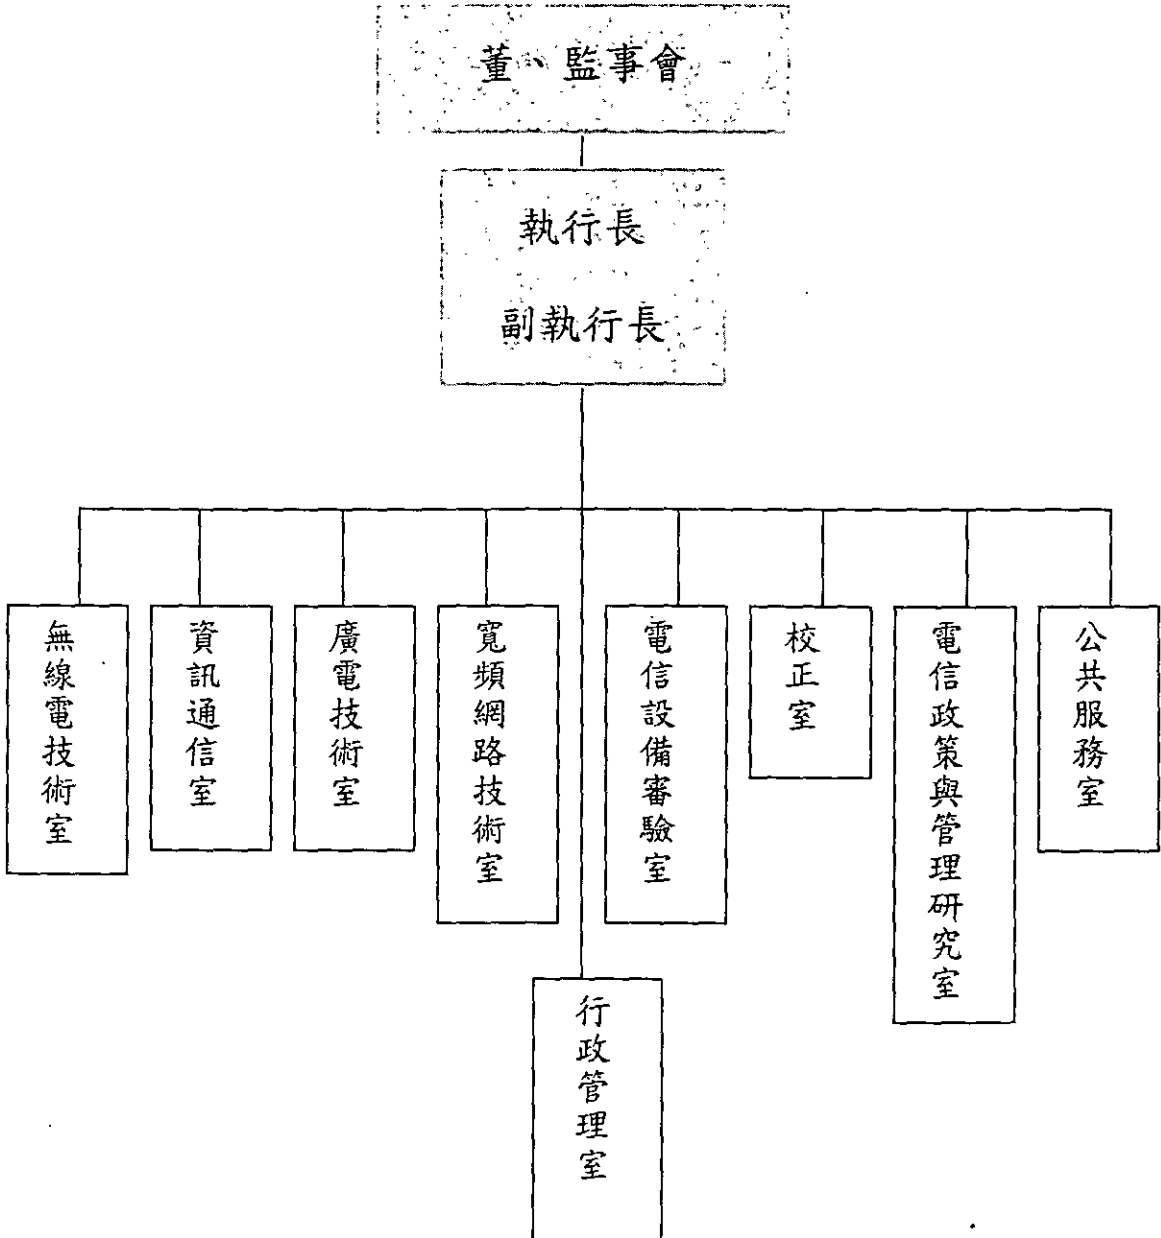 董、監事會
執行長
副執行長
無線電技術室
資訊通信室
廣電技術室
寬頻網路技術室
電信設備審驗室
校正室
電信政策與管理研究室
公共服務室
行政管理室